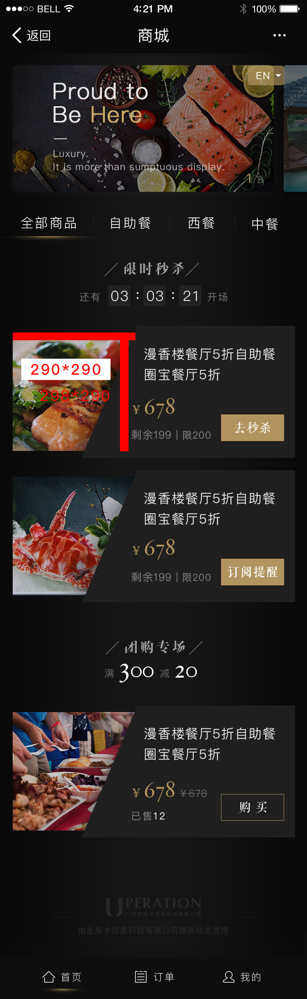 BELL 4:21 PM 100%
返回 商城
EN
Proud to
Be Here
Luxury.
It is more than sumptuous display.
1/8
全部商品 自助餐 西餐 中餐
限时秒杀
还有 03 : 03 : 21 开场
漫香楼餐厅5折自助餐
圈宝餐厅5折
290*290
298*290
¥ 678
剩余199 | 限200
去秒杀
漫香楼餐厅5折自助餐
圈宝餐厅5折
¥ 678
剩余199 | 限200
订阅提醒
团购专场
满 300 减 20
漫香楼餐厅5折自助餐
圈宝餐厅5折
¥ 678 ¥678
已售12
购买
UPERATION
广州金房卡信息科技有限公司
由金房卡信息科技有限公司提供技术支持
首页 订单 我的